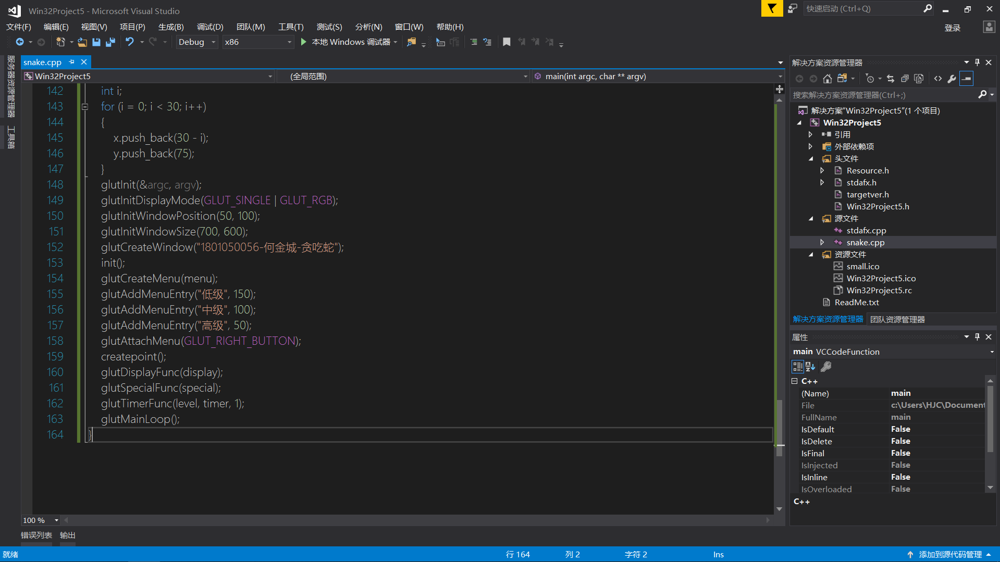 Win32Project5 - Microsoft Visual Studio
快速启动 (Ctrl+Q)
文件(F) 编辑(E) 视图(V) 项目(P) 生成(B) 调试(D) 团队(M) 工具(T) 测试(S) 分析(N) 窗口(W) 帮助(H)
登录
Debug x86 本地 Windows 调试器
服务器资源管理器
工具箱
snake.cpp
Win32Project5 (全局范围) main(int argc, char ** argv)
142 int i;
143 for (i = 0; i < 30; i++)
144 {
145 x.push_back(30 - i);
146 y.push_back(75);
147 }
148 glutInit(&argc, argv);
149 glutInitDisplayMode(GLUT_SINGLE | GLUT_RGB);
150 glutInitWindowPosition(50, 100);
151 glutInitWindowSize(700, 600);
152 glutCreateWindow("1801050056-何金城-贪吃蛇");
153 init();
154 glutCreateMenu(menu);
155 glutAddMenuEntry("低级", 150);
156 glutAddMenuEntry("中级", 100);
157 glutAddMenuEntry("高级", 50);
158 glutAttachMenu(GLUT_RIGHT_BUTTON);
159 createpoint();
160 glutDisplayFunc(display);
161 glutSpecialFunc(special);
162 glutTimerFunc(level, timer, 1);
163 glutMainLoop();
164 }
100 %
错误列表 输出
解决方案资源管理器
搜索解决方案资源管理器(Ctrl+;)
解决方案"Win32Project5"(1 个项目)
Win32Project5
引用
外部依赖项
头文件
Resource.h
stdafx.h
targetver.h
Win32Project5.h
源文件
stdafx.cpp
snake.cpp
资源文件
small.ico
Win32Project5.ico
Win32Project5.rc
ReadMe.txt
解决方案资源管理器 团队资源管理器
属性
main VCCodeFunction
C++
(Name) main
File c:\Users\HJC\Document
FullName main
IsDefault False
IsDelete False
IsFinal False
IsInjected False
IsInline False
IsOverloaded False
C++
就绪 行 164 列 2 字符 2 Ins 添加到源代码管理